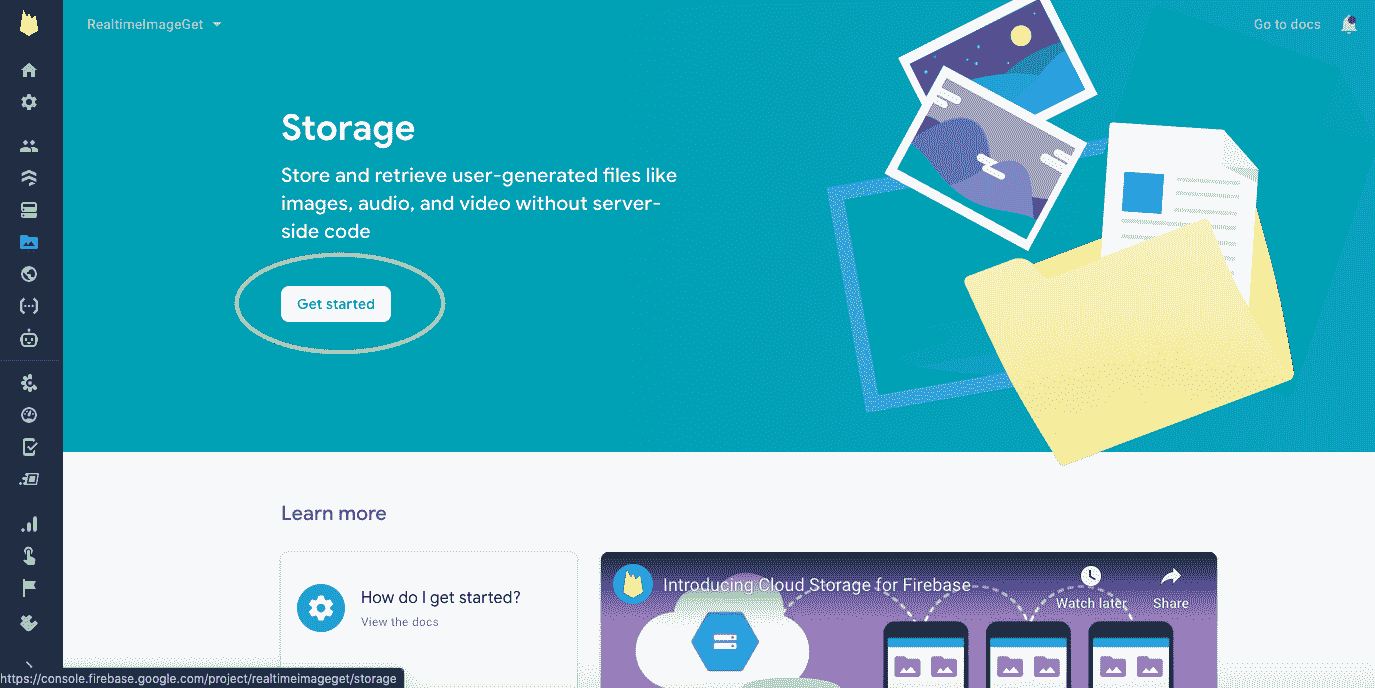 RealtimeImageGet
Go to docs
Storage
Store and retrieve user-generated files like
images, audio, and video without server-
side code
Get started
Learn more
How do I get started?
View the docs
Introducing Cloud Storage for Firebase
Watch later
Share
https://console.firebase.google.com/project/realtimeimageget/storage